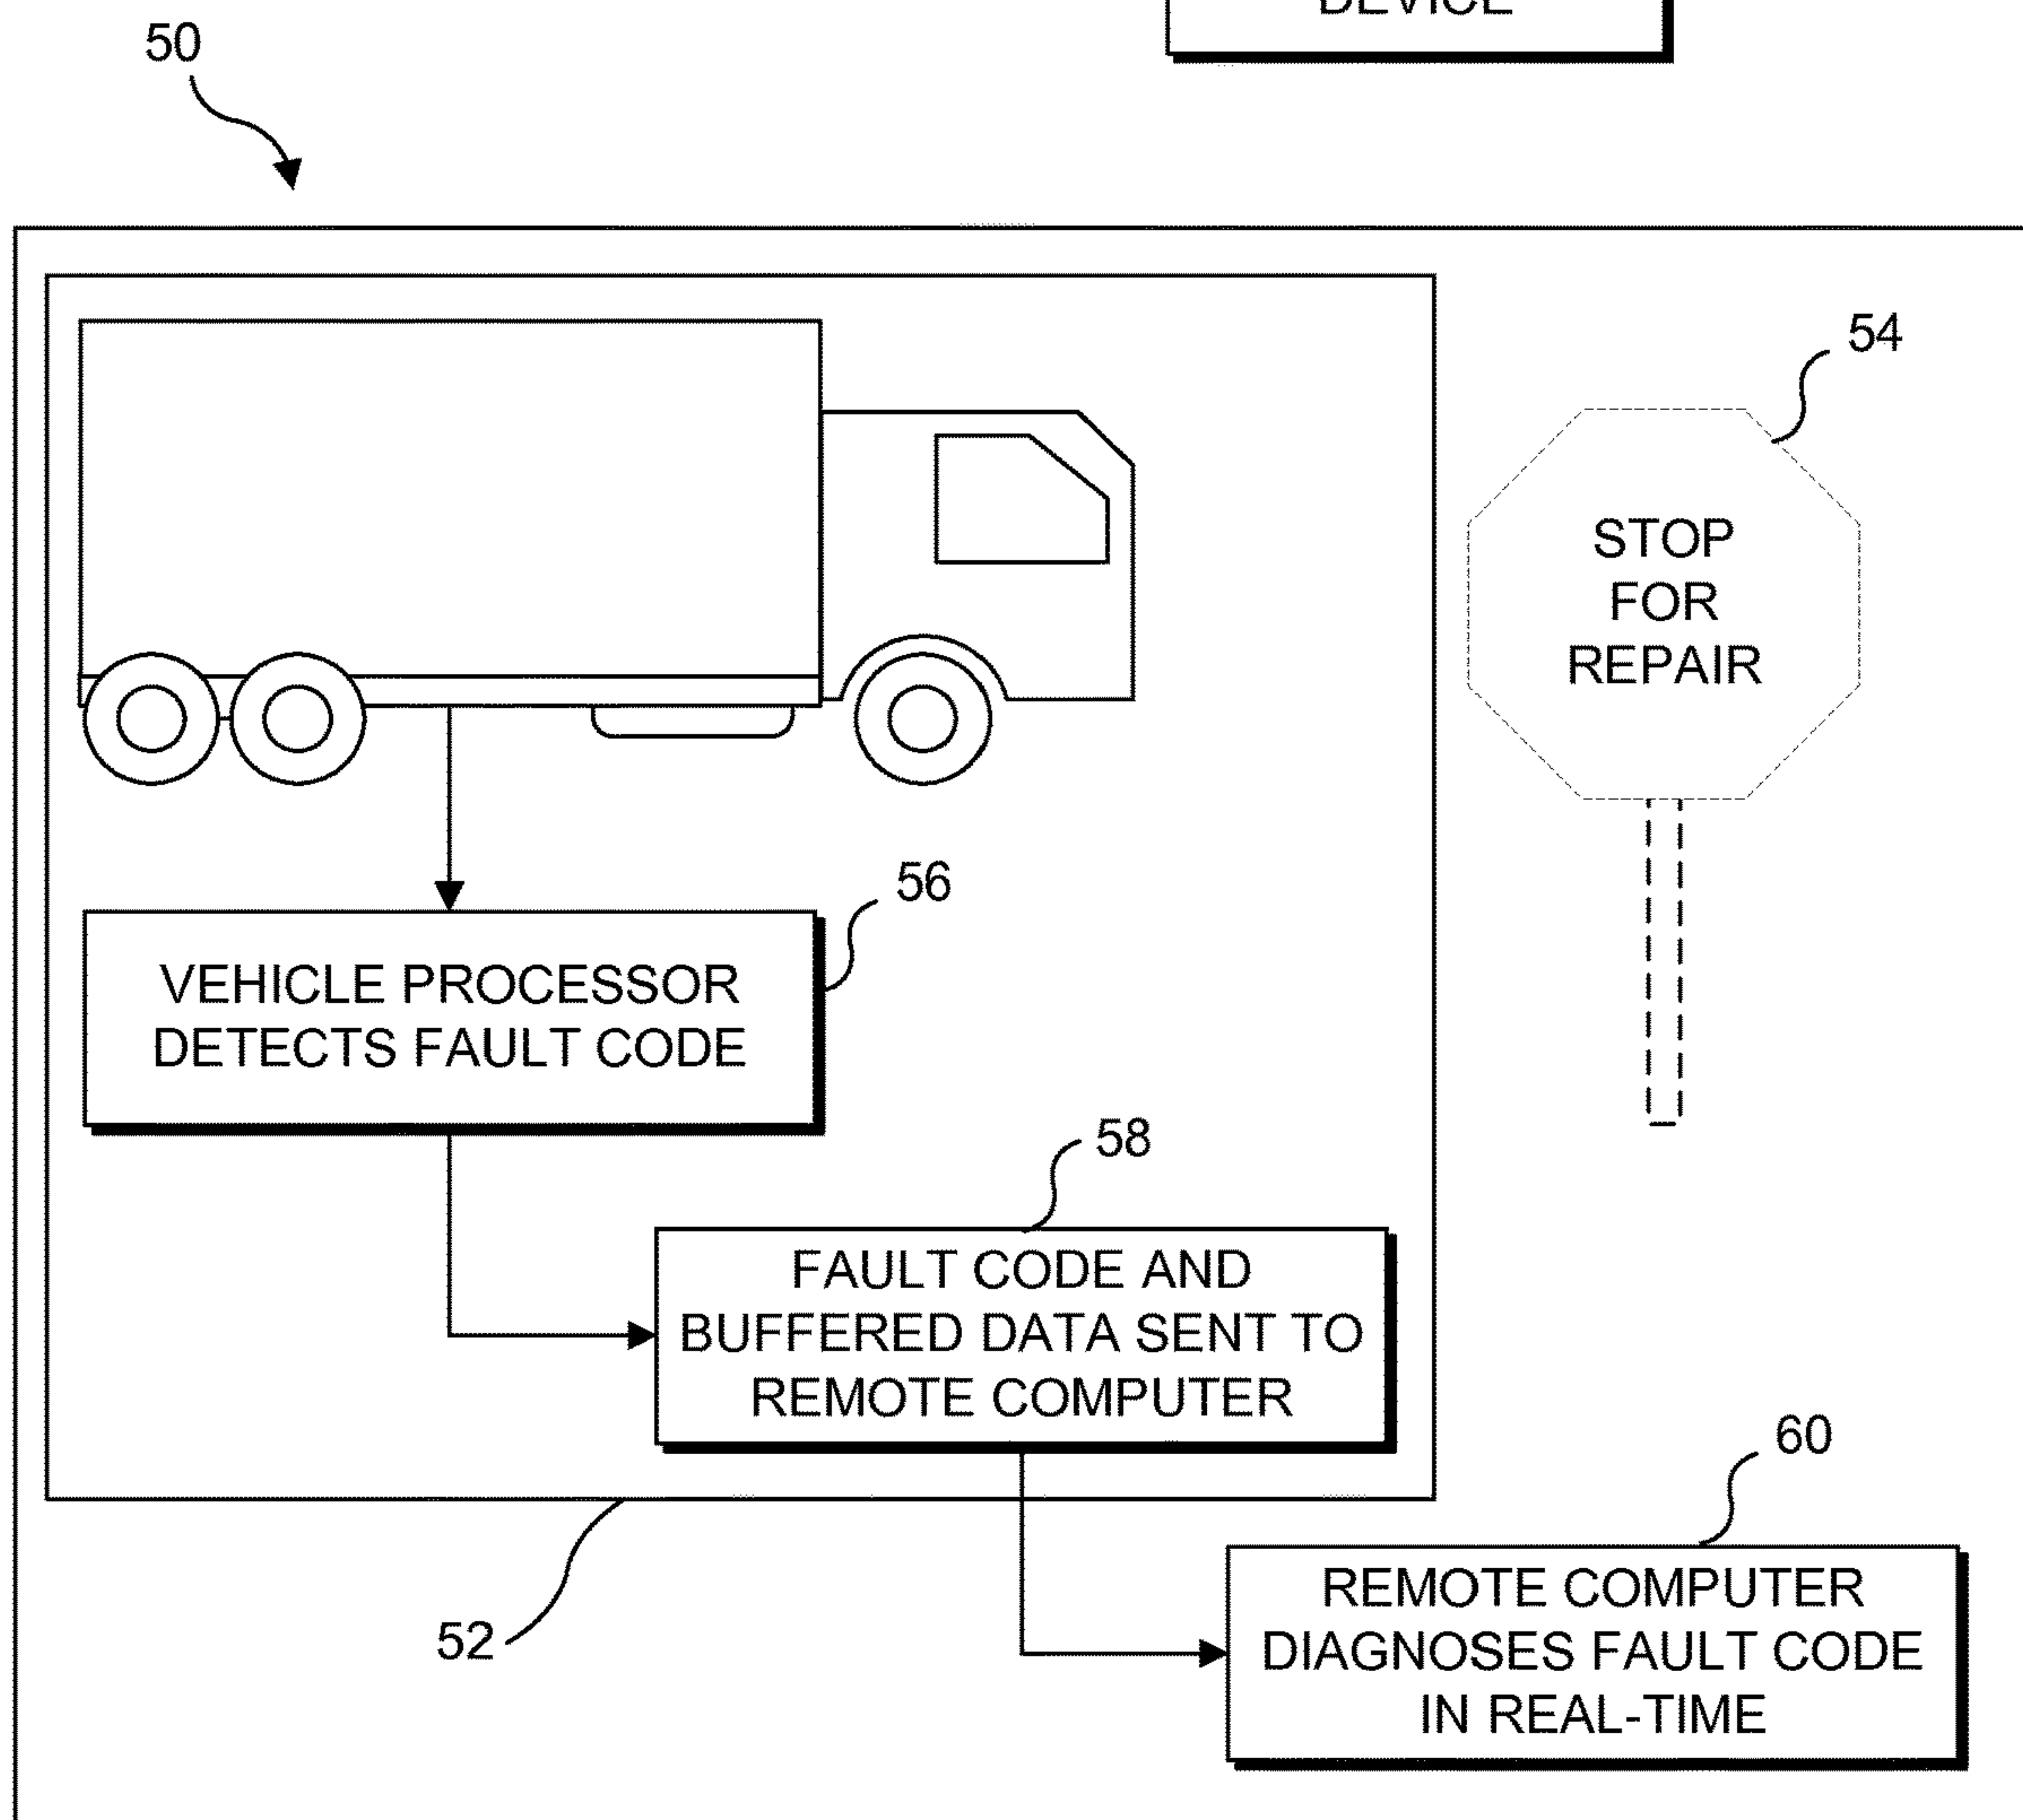 DEVICE
50
54
STOP
FOR
REPAIR
56
VEHICLE PROCESSOR
DETECTS FAULT CODE
58
FAULT CODE AND
BUFFERED DATA SENT TO
REMOTE COMPUTER
60
52
REMOTE COMPUTER
DIAGNOSES FAULT CODE
IN REAL-TIME